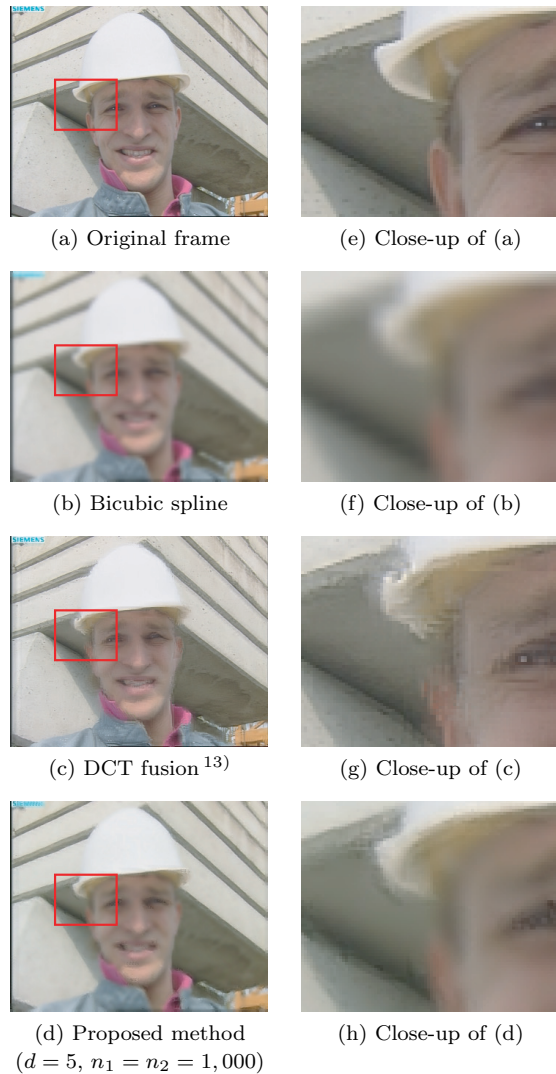 SIEMENS
(a) Original frame
(e) Close-up of (a)
(b) Bicubic spline
(f) Close-up of (b)
SIEMENS
(c) DCT fusion 13)
(g) Close-up of (c)
SIEMENS
(d) Proposed method
(d = 5, n₁ = n₂ = 1, 000)
(h) Close-up of (d)